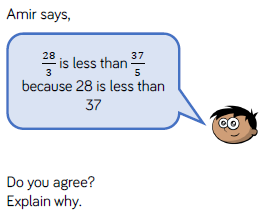 Amir says,
28/3 is less than 37/5
because 28 is less than
37
Do you agree?
Explain why.